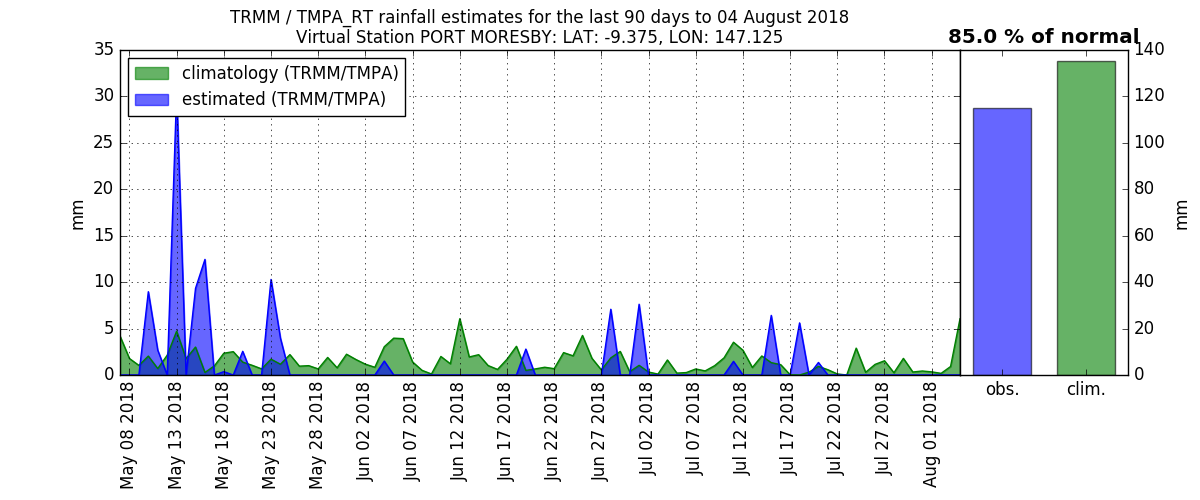 TRMM / TMPA_RT rainfall estimates for the last 90 days to 04 August 2018
Virtual Station PORT MORESBY: LAT: -9.375, LON: 147.125
85.0 % of normal
climatology (TRMM/TMPA)
estimated (TRMM/TMPA)
mm
35
30
25
20
15
10
5
0
May 08 2018
May 13 2018
May 18 2018
May 23 2018
May 28 2018
Jun 02 2018
Jun 07 2018
Jun 12 2018
Jun 17 2018
Jun 22 2018
Jun 27 2018
Jul 02 2018
Jul 07 2018
Jul 12 2018
Jul 17 2018
Jul 22 2018
Jul 27 2018
Aug 01 2018
obs.
clim.
140
120
100
80
60
40
20
0
mm